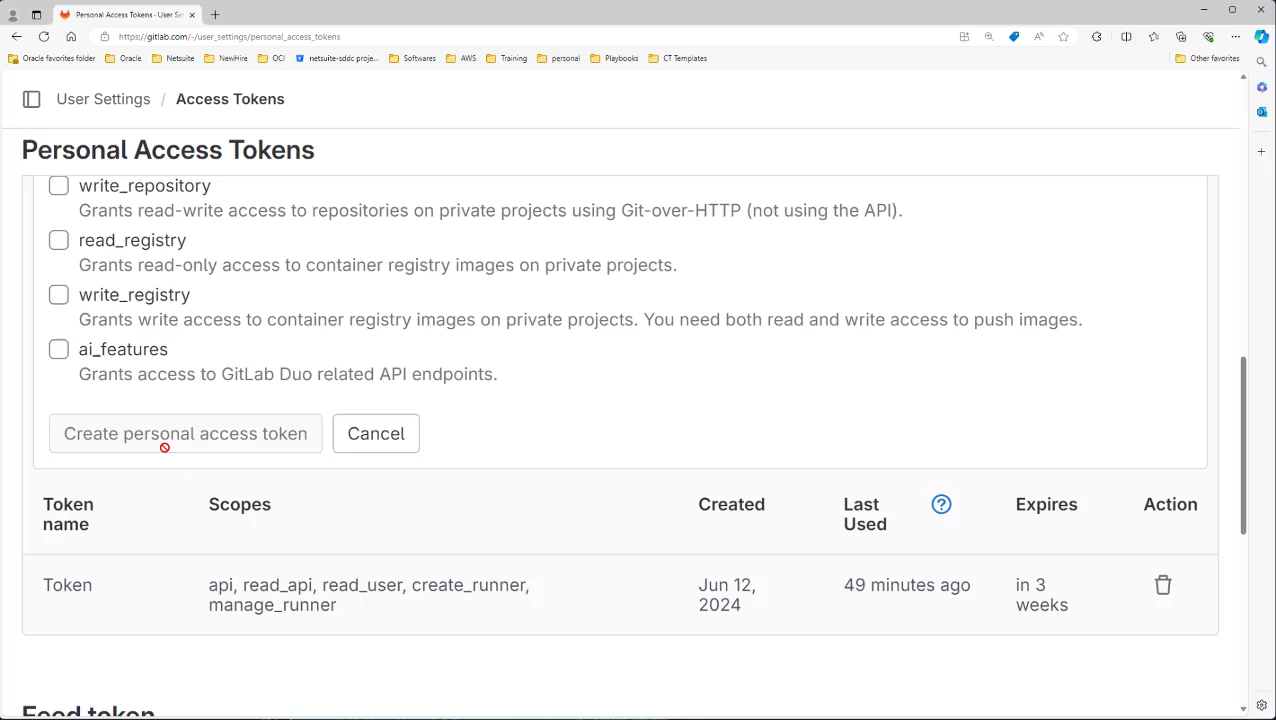 Personal Access Tokens - User Se
https://gitlab.com/-/user_settings/personal_access_tokens
Oracle favorites folder
Oracle
Netsuite
NewHire
OCI
netsuite-sddc proje...
Softwares
AWS
Training
personal
Playbooks
CT Templates
Other favorites
User Settings / Access Tokens
Personal Access Tokens
write_repository
Grants read-write access to repositories on private projects using Git-over-HTTP (not using the API).
read_registry
Grants read-only access to container registry images on private projects.
write_registry
Grants write access to container registry images on private projects. You need both read and write access to push images.
ai_features
Grants access to GitLab Duo related API endpoints.
Create personal access token
Cancel
Token name
Scopes
Created
Last Used
Expires
Action
Token
api, read_api, read_user, create_runner,
manage_runner
Jun 12,
2024
49 minutes ago
in 3
weeks
Feed token